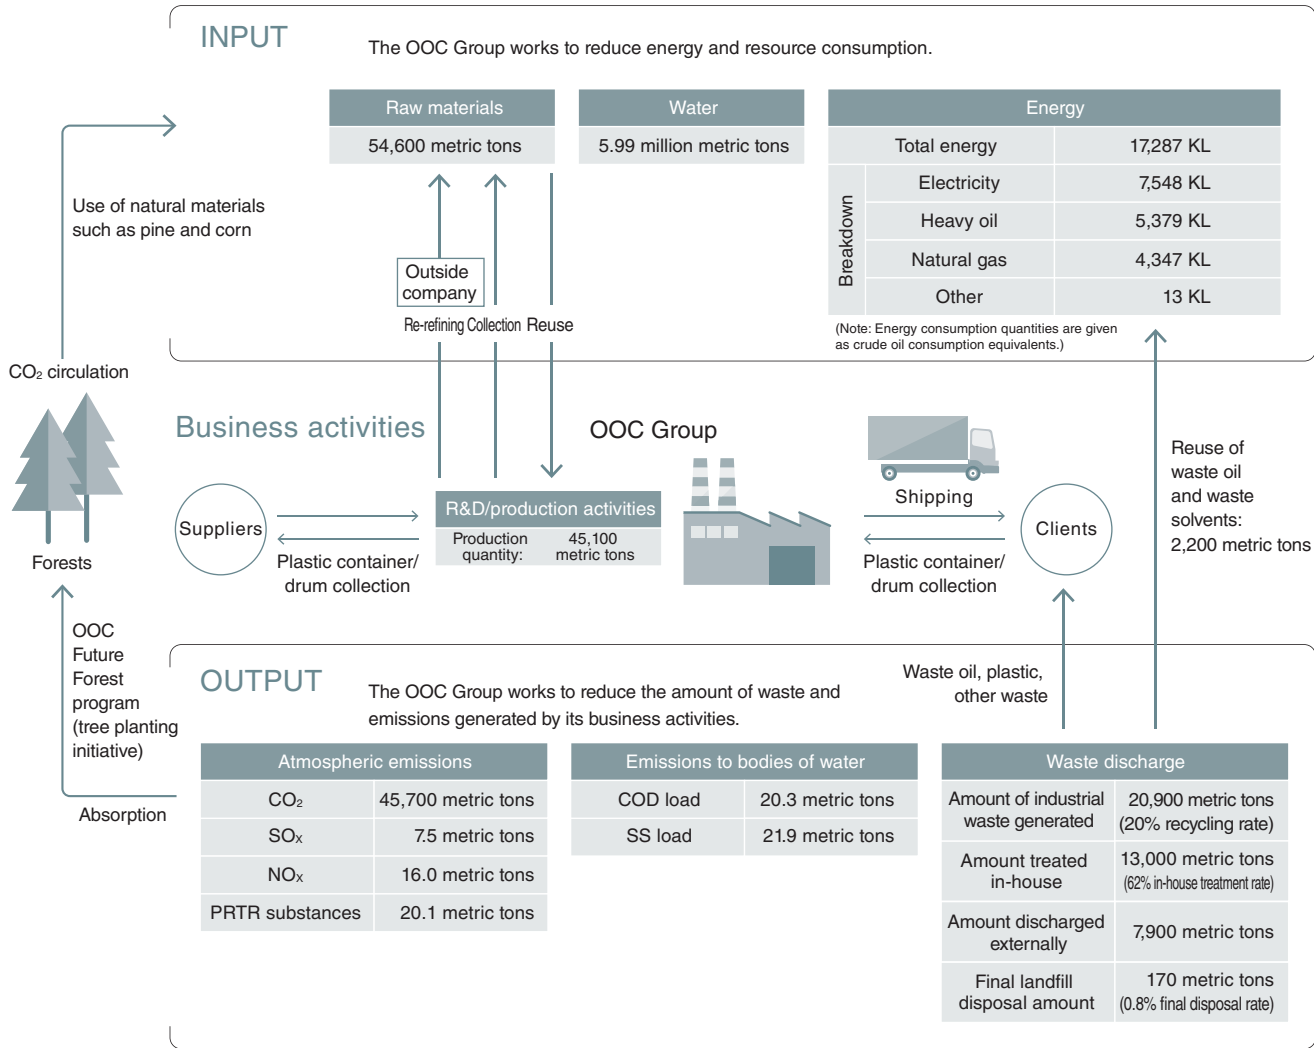 INPUT
The OOC Group works to reduce energy and resource consumption.
Raw materials
54,600 metric tons
Water
5.99 million metric tons
Energy
Total energy 17,287 KL
Breakdown
Electricity 7,548 KL
Heavy oil 5,379 KL
Natural gas 4,347 KL
Other 13 KL
(Note: Energy consumption quantities are given
as crude oil consumption equivalents.)
Use of natural materials
such as pine and corn
Outside
company
Re-refining Collection Reuse
CO₂ circulation
Forests
Business activities
OOC Group
Suppliers
Plastic container/
drum collection
R&D/production activities
Production
quantity:
45,100
metric tons
Shipping
Plastic container/
drum collection
Clients
Reuse of
waste oil
and waste
solvents:
2,200 metric tons
OOC
Future
Forest
program
(tree planting
initiative)
Absorption
OUTPUT
The OOC Group works to reduce the amount of waste and
emissions generated by its business activities.
Waste oil, plastic,
other waste
Atmospheric emissions
CO₂ 45,700 metric tons
SOx 7.5 metric tons
NOx 16.0 metric tons
PRTR substances 20.1 metric tons
Emissions to bodies of water
COD load 20.3 metric tons
SS load 21.9 metric tons
Waste discharge
Amount of industrial
waste generated
20,900 metric tons
(20% recycling rate)
Amount treated
in-house
13,000 metric tons
(62% in-house treatment rate)
Amount discharged
externally
7,900 metric tons
Final landfill
disposal amount
170 metric tons
(0.8% final disposal rate)